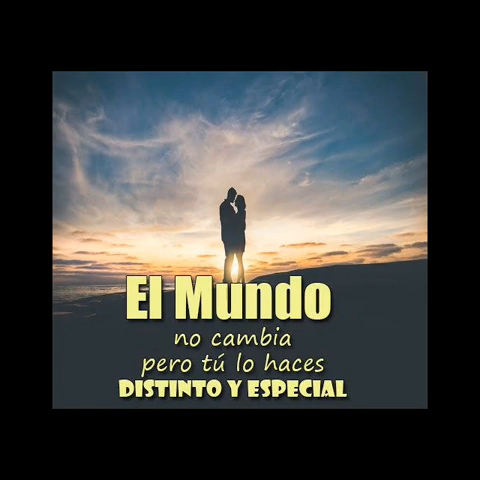 El Mundo
no cambia
pero tú lo haces
DISTINTO Y ESPECIAL